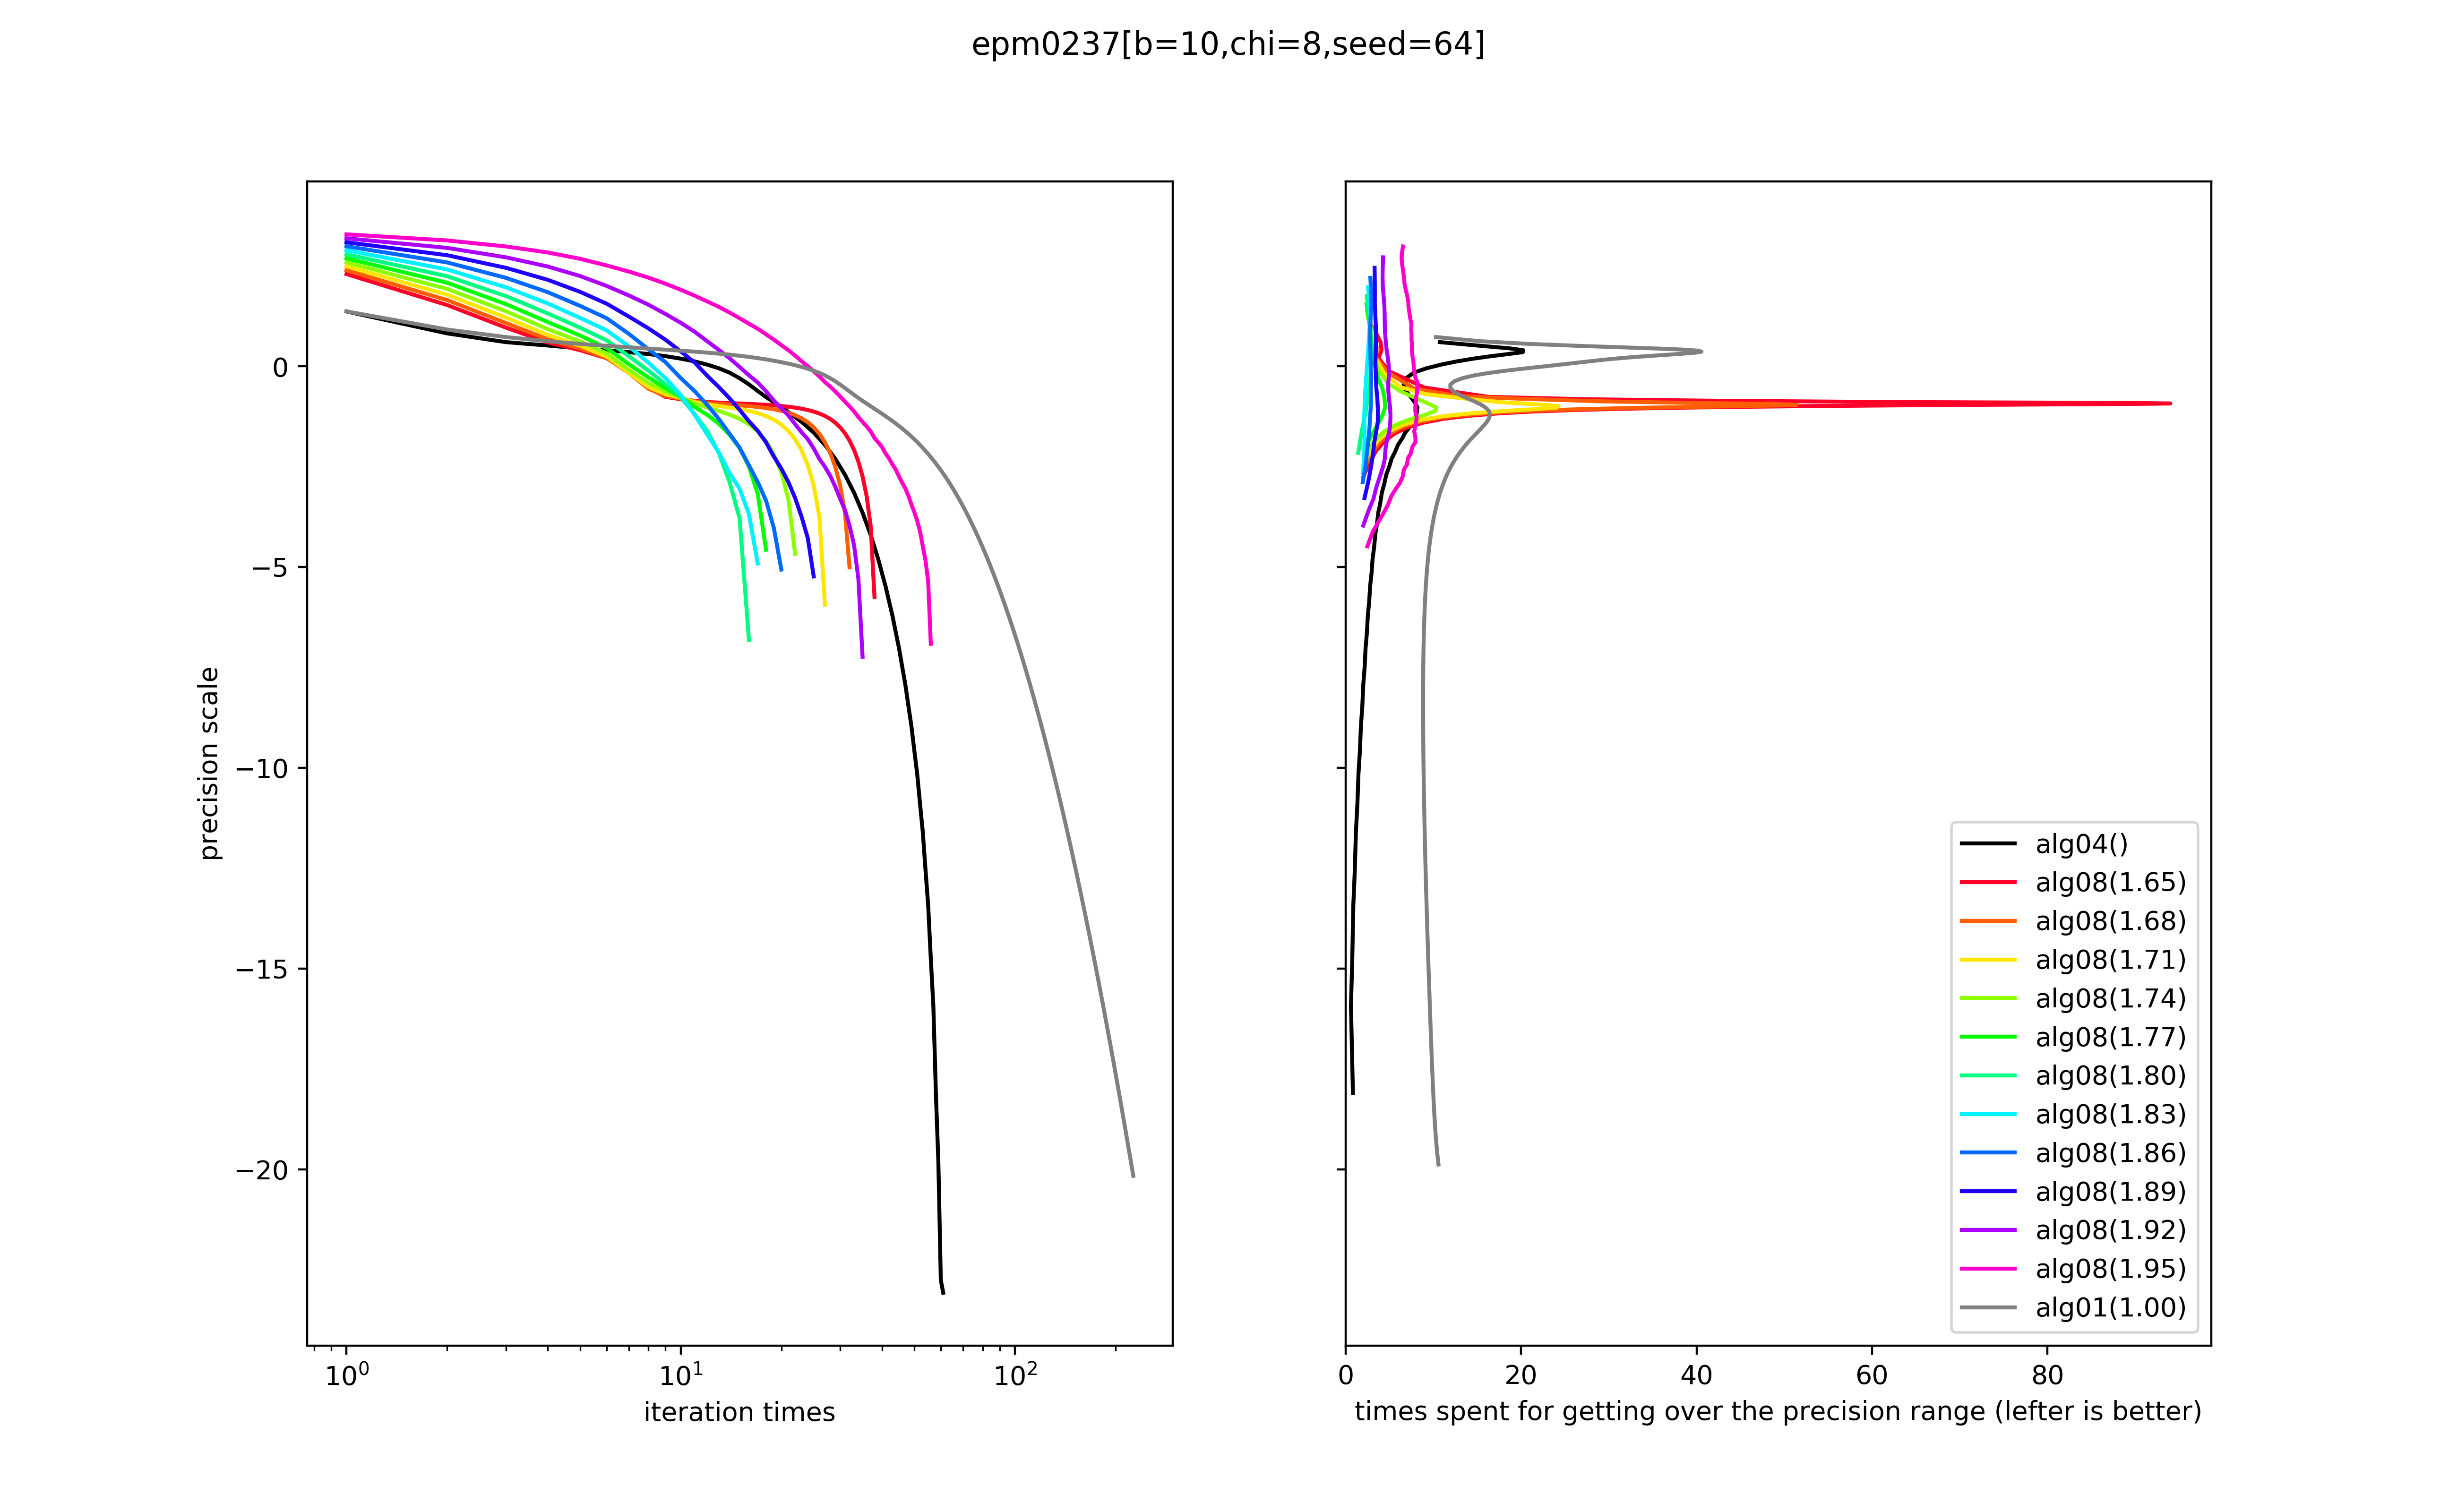 epm0237[b=10,chi=8,seed=64]
precision scale
0
−5
−10
−15
−20
10⁰ 10¹ 10²
iteration times
0 20 40 60 80
times spent for getting over the precision range (lefter is better)
alg04()
alg08(1.65)
alg08(1.68)
alg08(1.71)
alg08(1.74)
alg08(1.77)
alg08(1.80)
alg08(1.83)
alg08(1.86)
alg08(1.89)
alg08(1.92)
alg08(1.95)
alg01(1.00)